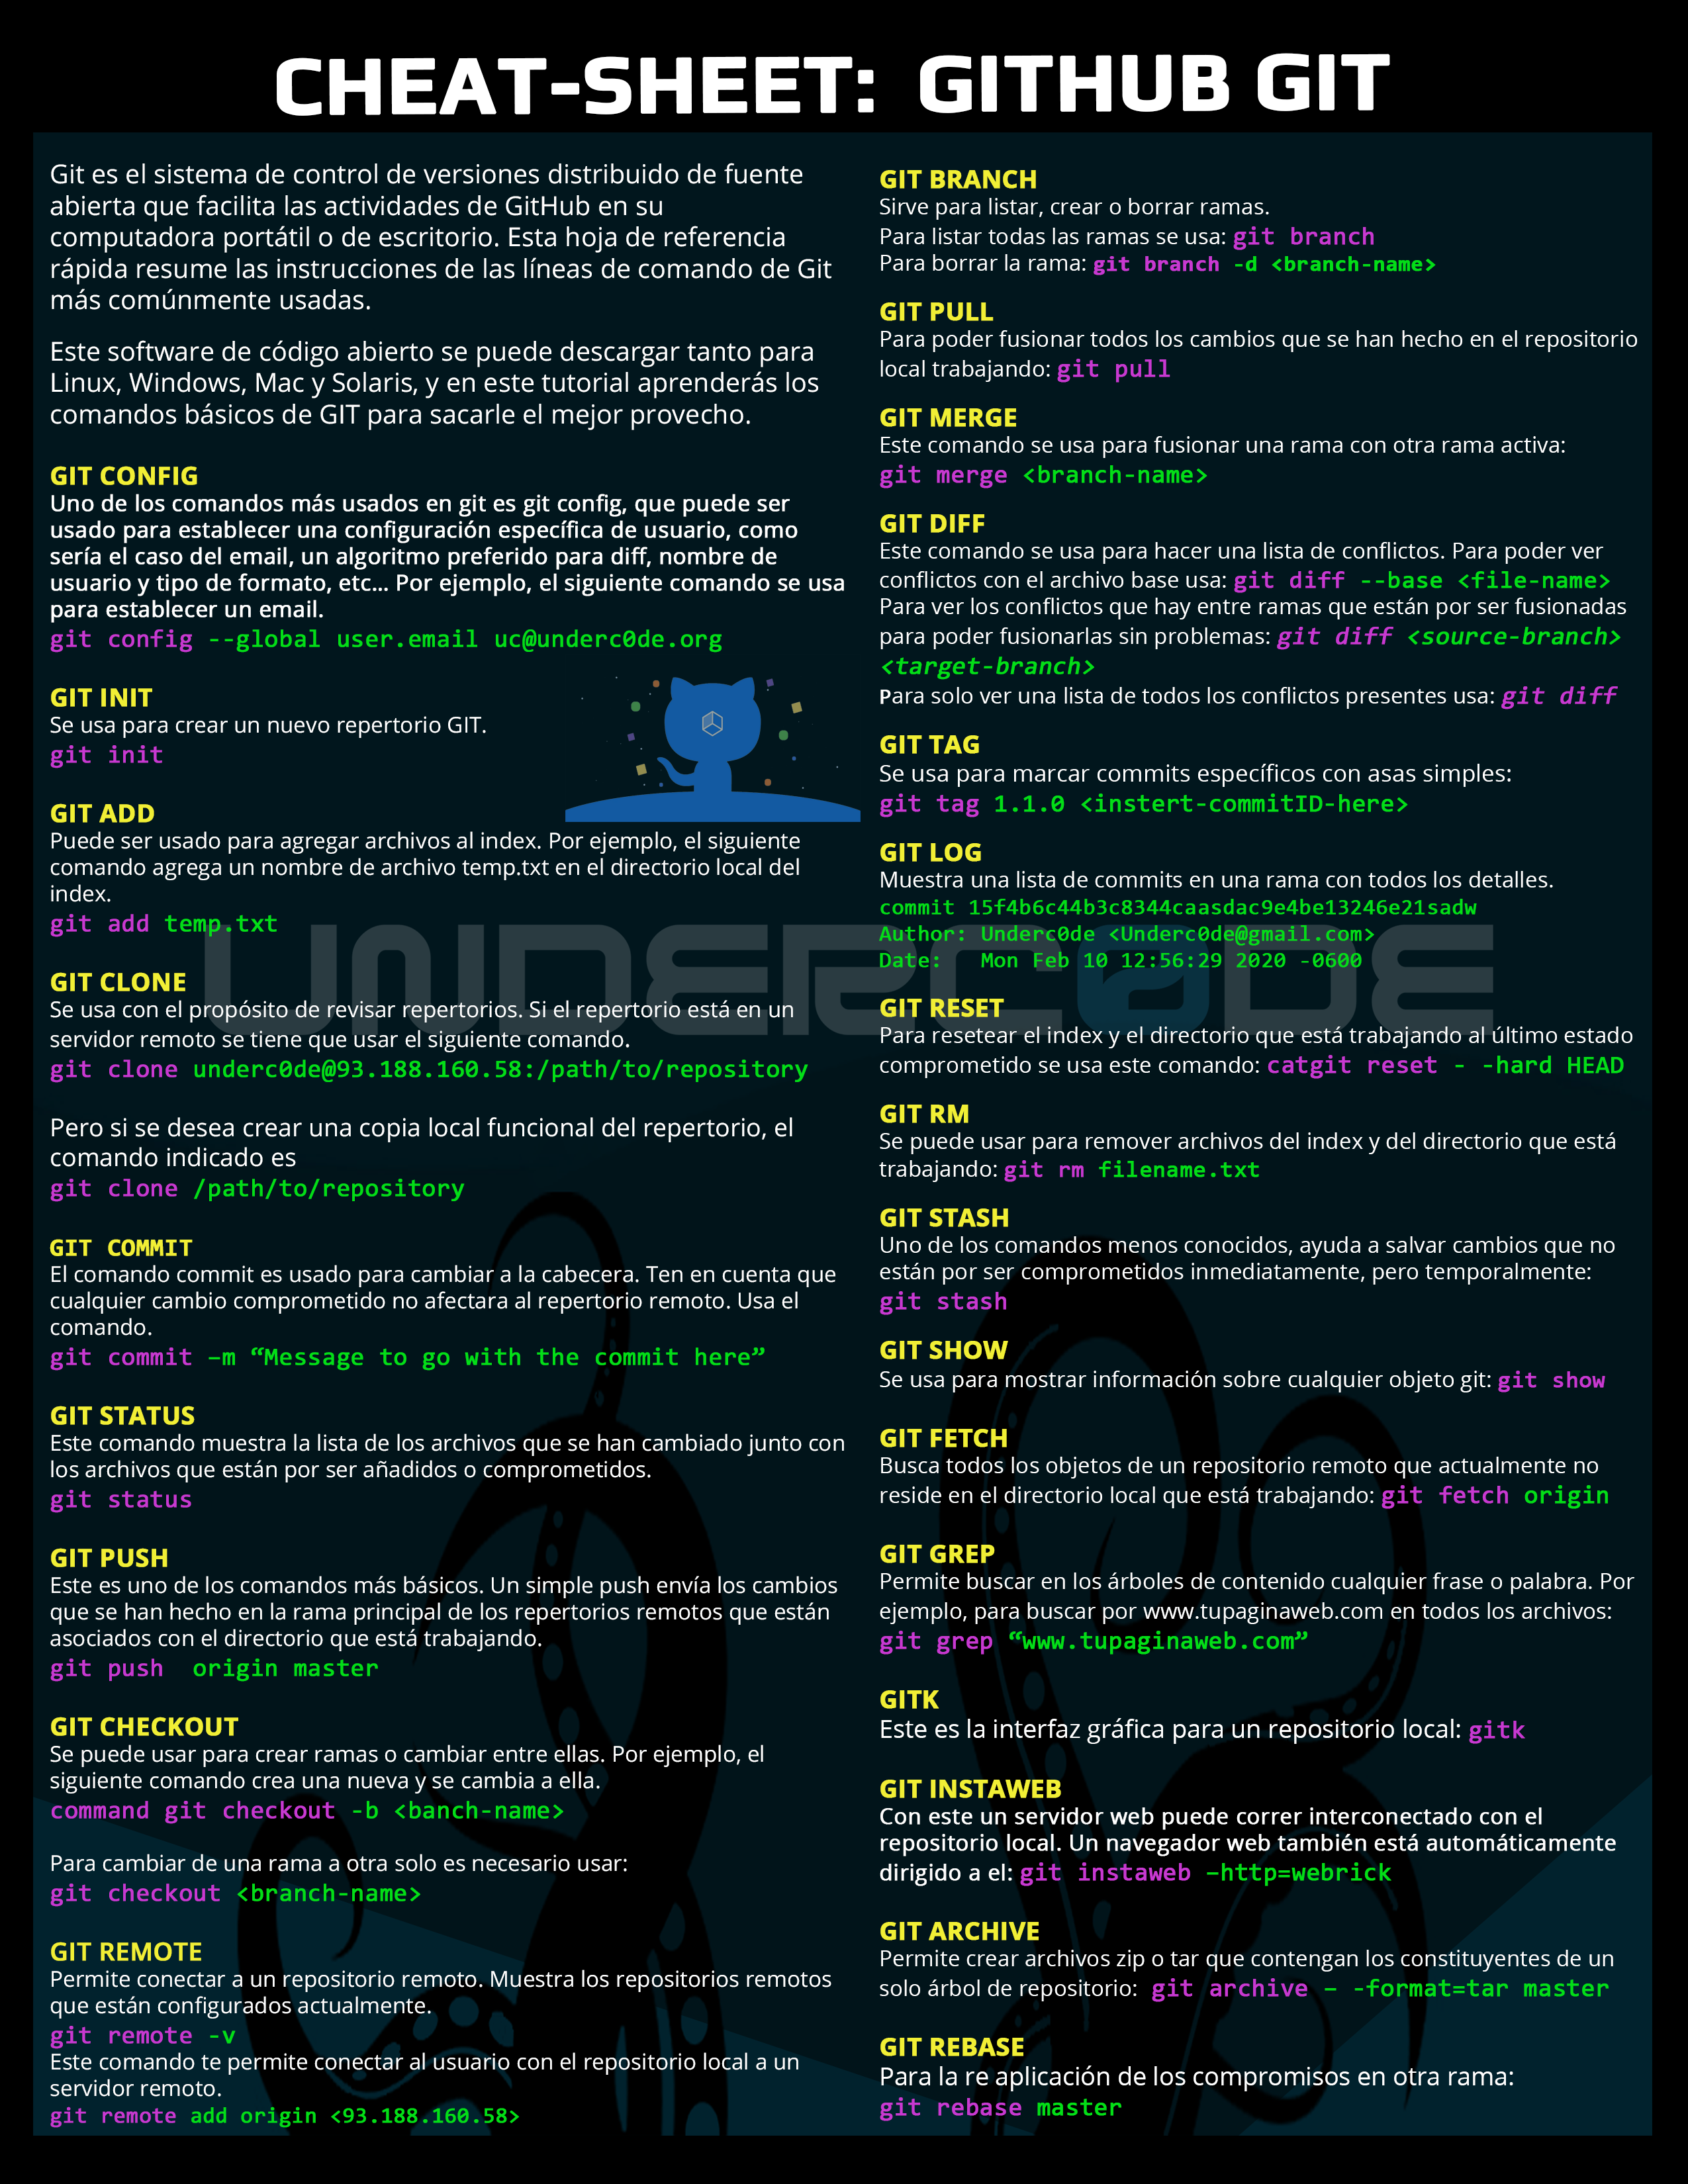 CHEAT-SHEET: GITHUB GIT
Git es el sistema de control de versiones distribuido de fuente
abierta que facilita las actividades de GitHub en su
computadora portátil o de escritorio. Esta hoja de referencia
rápida resume las instrucciones de las líneas de comando de Git
más comúnmente usadas.
Este software de código abierto se puede descargar tanto para
Linux, Windows, Mac y Solaris, y en este tutorial aprenderás los
comandos básicos de GIT para sacarle el mejor provecho.
GIT CONFIG
Uno de los comandos más usados en git es git config, que puede ser
usado para establecer una configuración específica de usuario, como
sería el caso del email, un algoritmo preferido para diff, nombre de
usuario y tipo de formato, etc... Por ejemplo, el siguiente comando se usa
para establecer un email.
git config --global user.email uc@underc0de.org
GIT INIT
Se usa para crear un nuevo repertorio GIT.
git init
GIT ADD
Puede ser usado para agregar archivos al index. Por ejemplo, el siguiente
comando agrega un nombre de archivo temp.txt en el directorio local del
index.
git add temp.txt
GIT CLONE
Se usa con el propósito de revisar repertorios. Si el repertorio está en un
servidor remoto se tiene que usar el siguiente comando.
git clone underc0de@93.188.160.58:/path/to/repository
Pero si se desea crear una copia local funcional del repertorio, el
comando indicado es
git clone /path/to/repository
GIT COMMIT
El comando commit es usado para cambiar a la cabecera. Ten en cuenta que
cualquier cambio comprometido no afectara al repertorio remoto. Usa el
comando.
git commit –m “Message to go with the commit here”
GIT STATUS
Este comando muestra la lista de los archivos que se han cambiado junto con
los archivos que están por ser añadidos o comprometidos.
git status
GIT PUSH
Este es uno de los comandos más básicos. Un simple push envía los cambios
que se han hecho en la rama principal de los repertorios remotos que están
asociados con el directorio que está trabajando.
git push  origin master
GIT CHECKOUT
Se puede usar para crear ramas o cambiar entre ellas. Por ejemplo, el
siguiente comando crea una nueva y se cambia a ella.
command git checkout -b <banch-name>
Para cambiar de una rama a otra solo es necesario usar:
git checkout <branch-name>
GIT REMOTE
Permite conectar a un repositorio remoto. Muestra los repositorios remotos
que están configurados actualmente.
git remote -v
Este comando te permite conectar al usuario con el repositorio local a un
servidor remoto.
git remote add origin <93.188.160.58>
GIT BRANCH
Sirve para listar, crear o borrar ramas.
Para listar todas las ramas se usa: git branch
Para borrar la rama: git branch -d <branch-name>
GIT PULL
Para poder fusionar todos los cambios que se han hecho en el repositorio
local trabajando: git pull
GIT MERGE
Este comando se usa para fusionar una rama con otra rama activa:
git merge <branch-name>
GIT DIFF
Este comando se usa para hacer una lista de conflictos. Para poder ver
conflictos con el archivo base usa: git diff --base <file-name>
Para ver los conflictos que hay entre ramas que están por ser fusionadas
para poder fusionarlas sin problemas: git diff <source-branch>
<target-branch>
Para solo ver una lista de todos los conflictos presentes usa: git diff
GIT TAG
Se usa para marcar commits específicos con asas simples:
git tag 1.1.0 <instert-commitID-here>
GIT LOG
Muestra una lista de commits en una rama con todos los detalles.
commit 15f4b6c44b3c8344caasdac9e4be13246e21sadw
Author: Underc0de <Underc0de@gmail.com>
Date:   Mon Feb 10 12:56:29 2020 -0600
UNDERC0DE
GIT RESET
Para resetear el index y el directorio que está trabajando al último estado
comprometido se usa este comando: catgit reset - -hard HEAD
GIT RM
Se puede usar para remover archivos del index y del directorio que está
trabajando: git rm filename.txt
GIT STASH
Uno de los comandos menos conocidos, ayuda a salvar cambios que no
están por ser comprometidos inmediatamente, pero temporalmente:
git stash
GIT SHOW
Se usa para mostrar información sobre cualquier objeto git: git show
GIT FETCH
Busca todos los objetos de un repositorio remoto que actualmente no
reside en el directorio local que está trabajando: git fetch origin
GIT GREP
Permite buscar en los árboles de contenido cualquier frase o palabra. Por
ejemplo, para buscar por www.tupaginaweb.com en todos los archivos:
git grep “www.tupaginaweb.com”
GITK
Este es la interfaz gráfica para un repositorio local: gitk
GIT INSTAWEB
Con este un servidor web puede correr interconectado con el
repositorio local. Un navegador web también está automáticamente
dirigido a el: git instaweb –http=webrick
GIT ARCHIVE
Permite crear archivos zip o tar que contengan los constituyentes de un
solo árbol de repositorio:  git archive – -format=tar master
GIT REBASE
Para la re aplicación de los compromisos en otra rama:
git rebase master